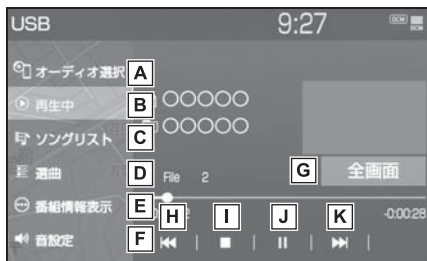 USB 9:27 DCM
オーディオ選択 A
再生中 B ○○○○○
ソングリスト C ○○○○○
選曲 D File 2 G 全画面
番組情報表示 E 2 -0:00:28
音設定 F H I J K